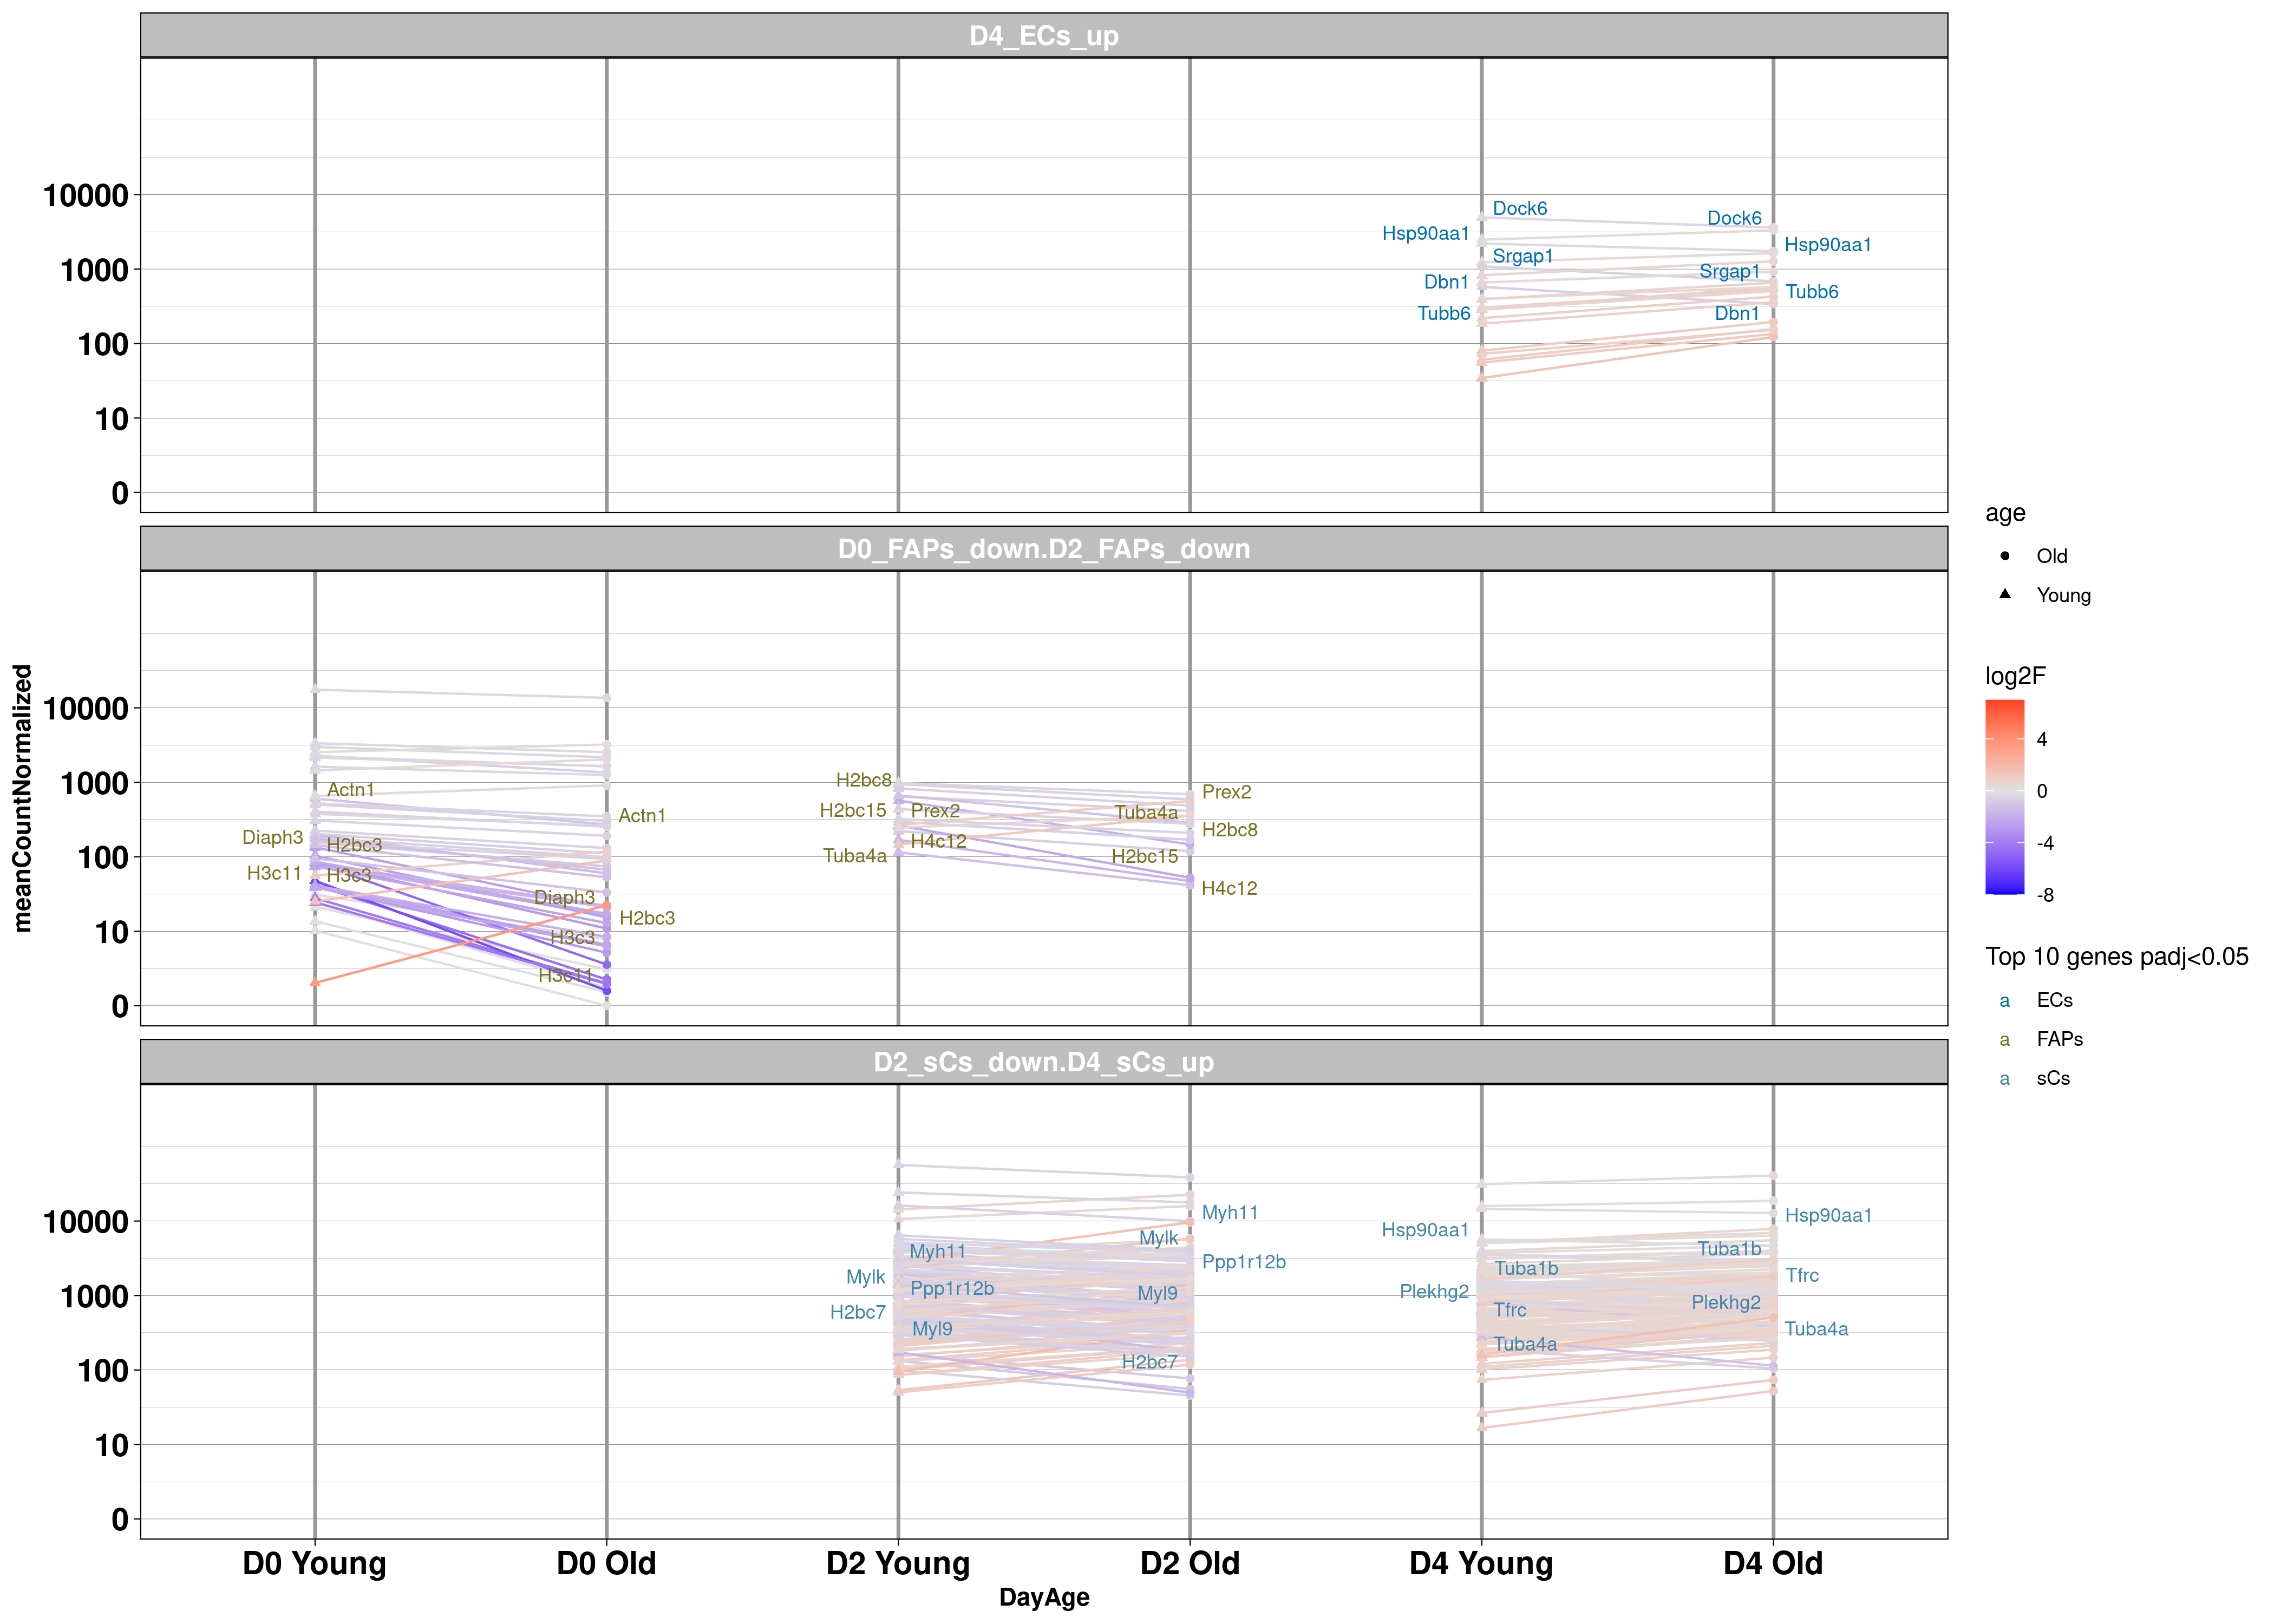 D4_ECs_up
10000
1000
100
10
0
Dock6
Dock6
Hsp90aa1
Hsp90aa1
Srgap1
Srgap1
Dbn1
Tubb6
Tubb6
Dbn1
D0_FAPs_down.D2_FAPs_down
10000
1000
100
10
0
Actn1
Actn1
Diaph3
H2bc3
H3c11
H3c3
Diaph3
H2bc3
H3c3
H3c11
H2bc8
Prex2
H2bc15
Prex2
Tuba4a
H4c12
H2bc8
Tuba4a
H2bc15
H4c12
D2_sCs_down.D4_sCs_up
10000
1000
100
10
0
Myh11
Mylk
Myh11
Ppp1r12b
Mylk
Ppp1r12b
Myl9
H2bc7
Myl9
H2bc7
Hsp90aa1
Hsp90aa1
Tuba1b
Tuba1b
Tfrc
Plekhg2
Plekhg2
Tfrc
Tuba4a
Tuba4a
D0 Young
D0 Old
D2 Young
D2 Old
D4 Young
D4 Old
DayAge
meanCountNormalized
age
Old
Young
log2F
4
0
-4
-8
Top 10 genes padj<0.05
a ECs
a FAPs
a sCs